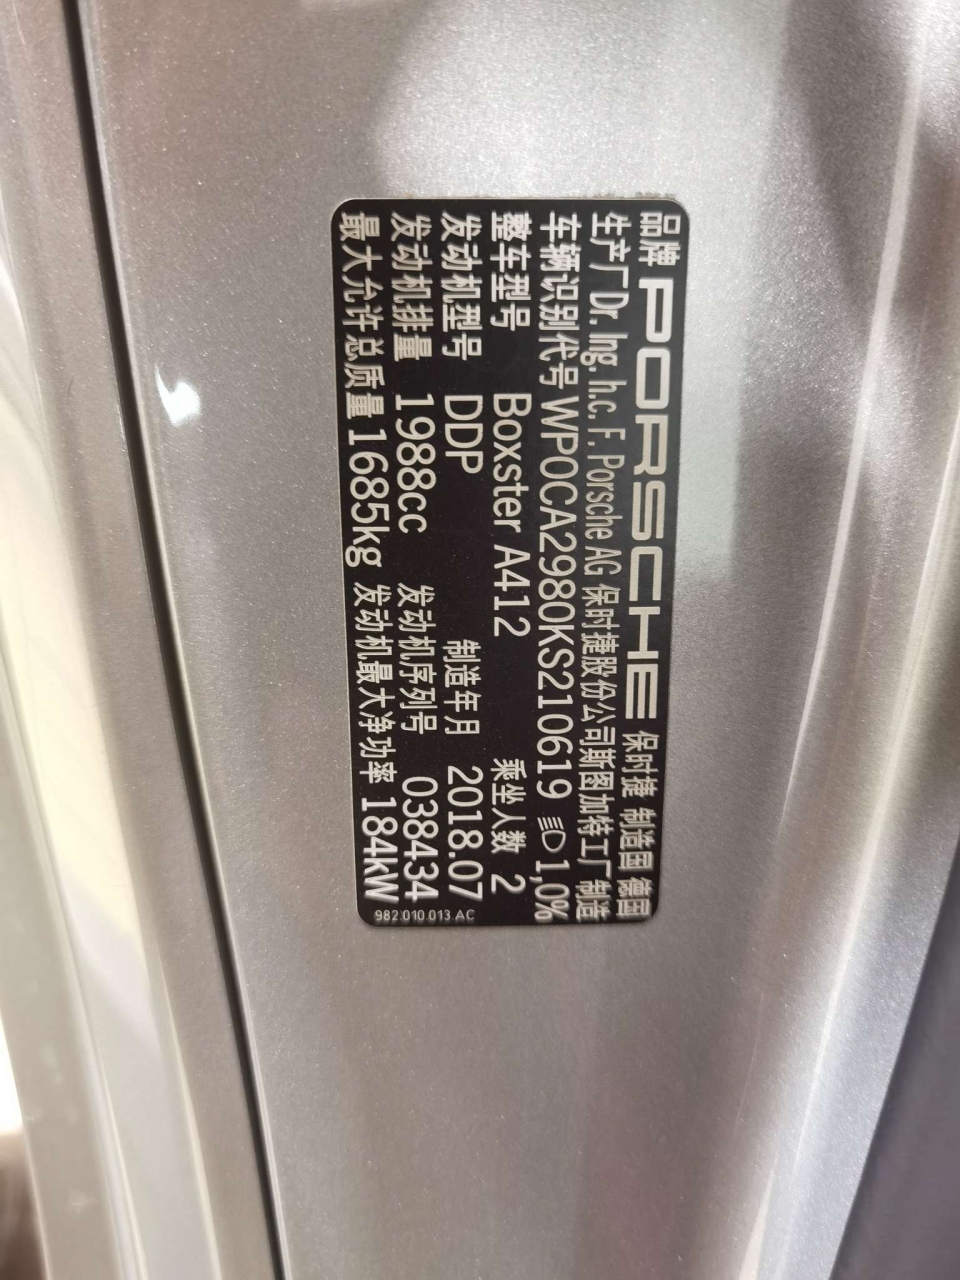 品牌 PORSCHE 保时捷 制造国 德国
生产厂Dr. Ing. h.c. F. Porsche AG 保时捷股份公司斯图加特工厂制造
车辆识别代号 WP0CA2980KS210619 1,0%
整车型号 Boxster A412 乘坐人数 2
发动机型号 DDP 制造年月 2018.07
发动机排量 1988cc 发动机序列号 038434
最大允许总质量 1685kg 发动机最大净功率 184kW
982.010.013.AC